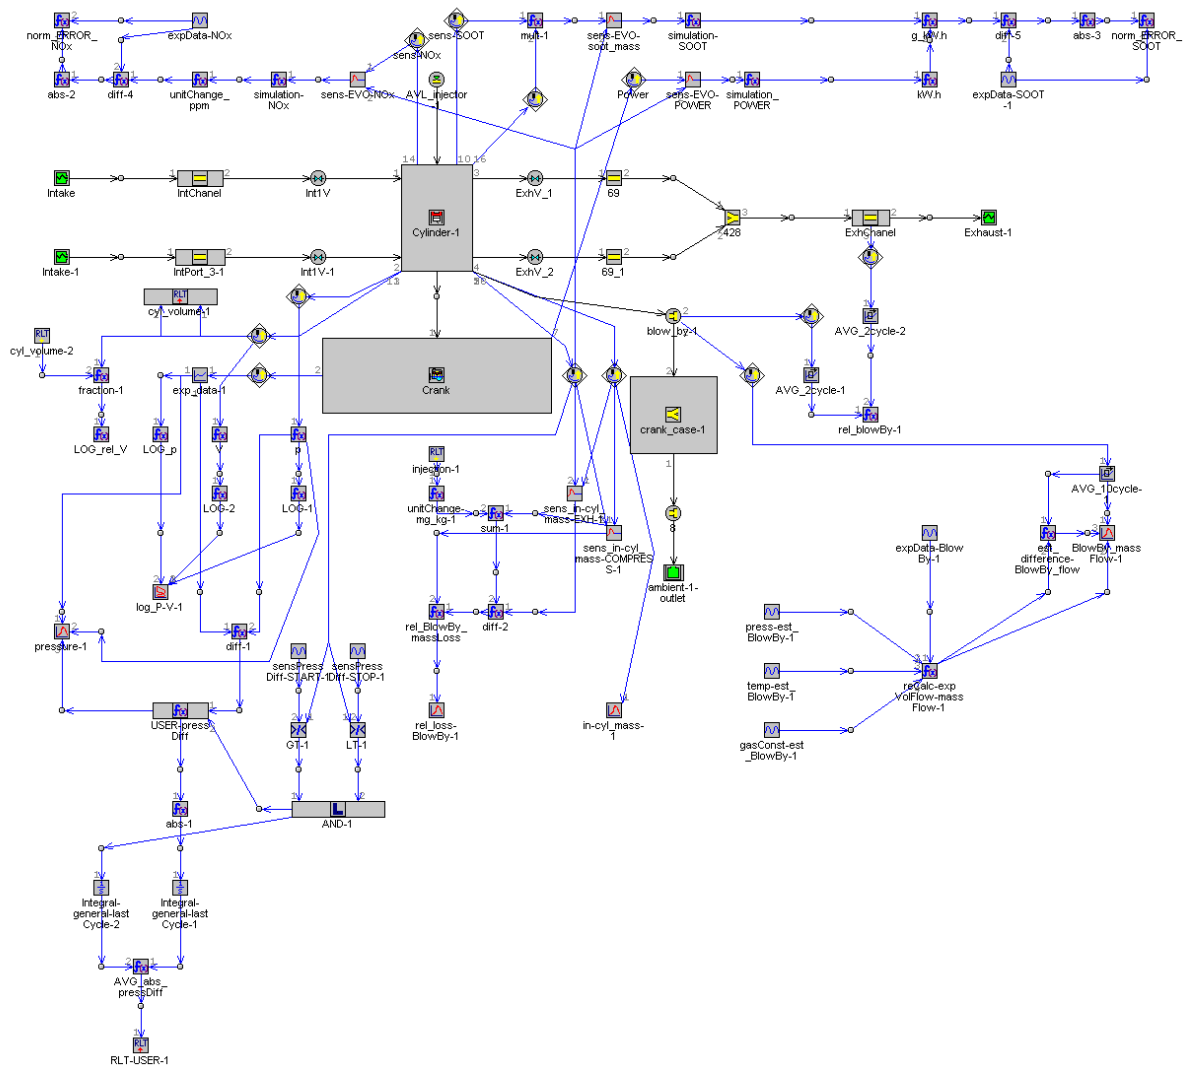 norm_ERROR_
NOx
expData-NOx
sens-NOx
sens-SOOT
mult-1
sens-EVO-
soot_mass
simulation-
SOOT
g_kW.h
diff-5
abs-3
norm_ERROR_
SOOT
abs-2
diff-4
unitChange_
ppm
simulation-
NOx
sens-EVO-NOx
AVL_injector
Power
sens-EVO-
POWER
simulation_
POWER
kW.h
expData-SOOT
-1
Intake
IntChanel
Int1V
Cylinder-1
ExhV_1
69
428
ExhChanel
Exhaust-1
Intake-1
IntPort_3-1
Int1V-1
ExhV_2
69_1
RLT
cyl_volume-1
RLT
cyl_volume-2
blow_by-1
AVG_2cycle-2
fraction-1
exp_data-1
Crank
AVG_2cycle-1
crank_case-1
rel_blowBy-1
LOG_rel_V
LOG_p
V
p
RLT
injection-1
AVG_10cycle-
LOG-2
LOG-1
unitChange-
mg_kg-1
sum-1
sens_in-cyl_
mass-EXH-1
sens_in-cyl_
mass-COMPRES
S-1
8
expData-Blow
By-1
est_
difference-
BlowBy_flow
BlowBy_mass
Flow-1
log_P-V-1
ambient-1-
outlet
pressure-1
diff-1
rel_BlowBy_
massLoss
diff-2
press-est_
BlowBy-1
sensPress
Diff-START-1
sensPress
Diff-STOP-1
temp-est_
BlowBy-1
recalc-exp
VolFlow-mass
Flow-1
USER-press
Diff
GT-1
LT-1
rel_loss-
BlowBy-1
in-cyl_mass-
1
gasConst-est
_BlowBy-1
abs-1
AND-1
Integral-
general-last
Cycle-2
Integral-
general-last
Cycle-1
AVG_abs_
pressDiff
RLT
RLT-USER-1